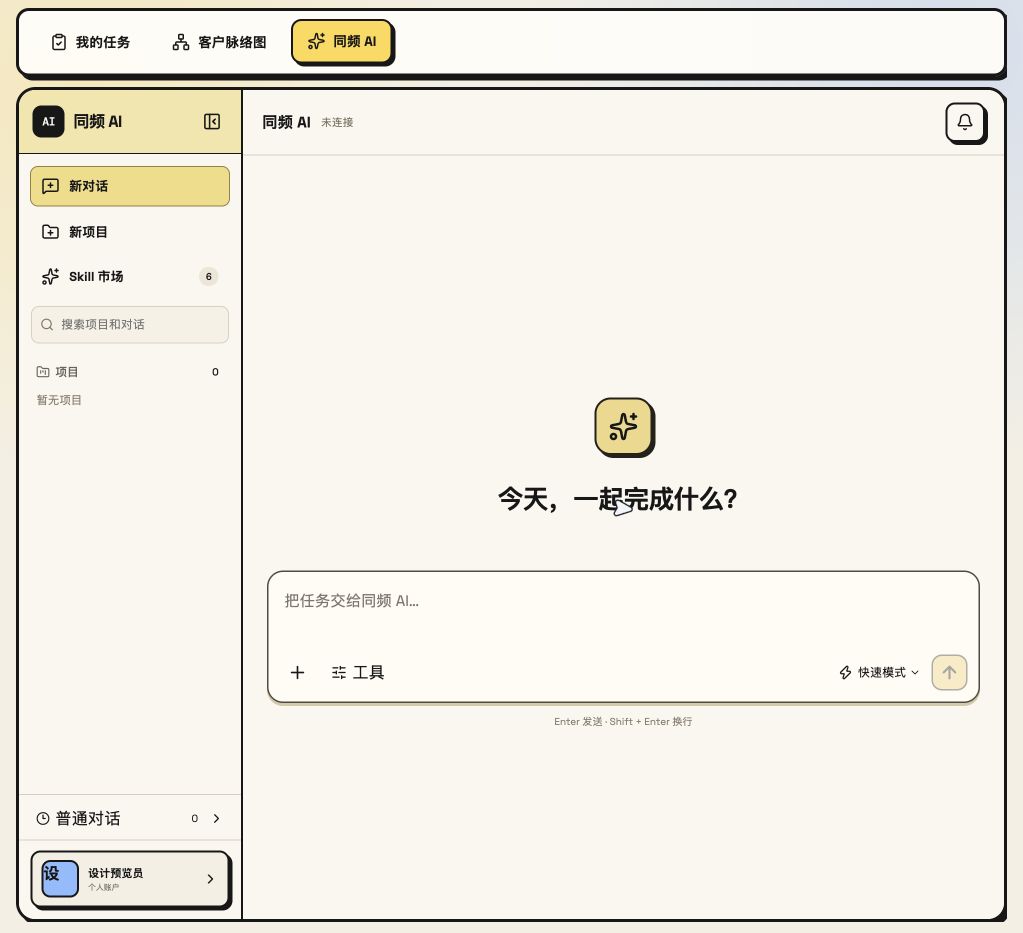 我的任务
客户脉络图
同频 AI
AI
同频 AI
新对话
新项目
Skill 市场
6
搜索项目和对话
项目
0
暂无项目
普通对话
0
设
设计预览员
个人账户
同频 AI
未连接
今天，一起完成什么？
把任务交给同频 AI...
工具
快速模式
Enter 发送 · Shift + Enter 换行